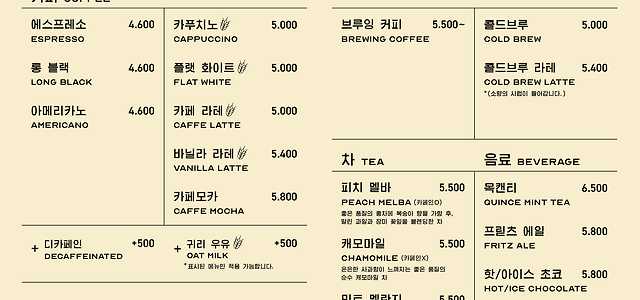 에스프레소 4.600
ESPRESSO
롱 블랙 4.600
LONG BLACK
아메리카노 4.600
AMERICANO
카푸치노 5.000
CAPPUCCINO
플랫 화이트 5.000
FLAT WHITE
카페 라테 5.000
CAFFE LATTE
바닐라 라테 5.400
VANILLA LATTE
카페모카 5.800
CAFFE MOCHA
+ 디카페인 +500
DECAFFEINATED
+ 귀리 우유 +500
OAT MILK
*표시된 메뉴만 적용 가능합니다.
브루잉 커피 5.500~
BREWING COFFEE
콜드브루 5.000
COLD BREW
콜드브루 라테 5.400
COLD BREW LATTE
*(소량의 시럽이 들어갑니다.)
차 TEA
피치 멜바 5.500
PEACH MELBA (카페인O)
좋은 품질의 홍차에 복숭아 향을 가향 후,
말린 과일과 장미 꽃잎을 블렌딩한 차
캐모마일 5.500
CHAMOMILE (카페인X)
은은한 사과향이 느껴지는 좋은 품질의
순수 캐모마일 차
민트 멜란지 5.500
음료 BEVERAGE
목캔티 6.500
QUINCE MINT TEA
프릳츠 에일 5.800
FRITZ ALE
핫/아이스 초코 5.800
HOT/ICE CHOCOLATE